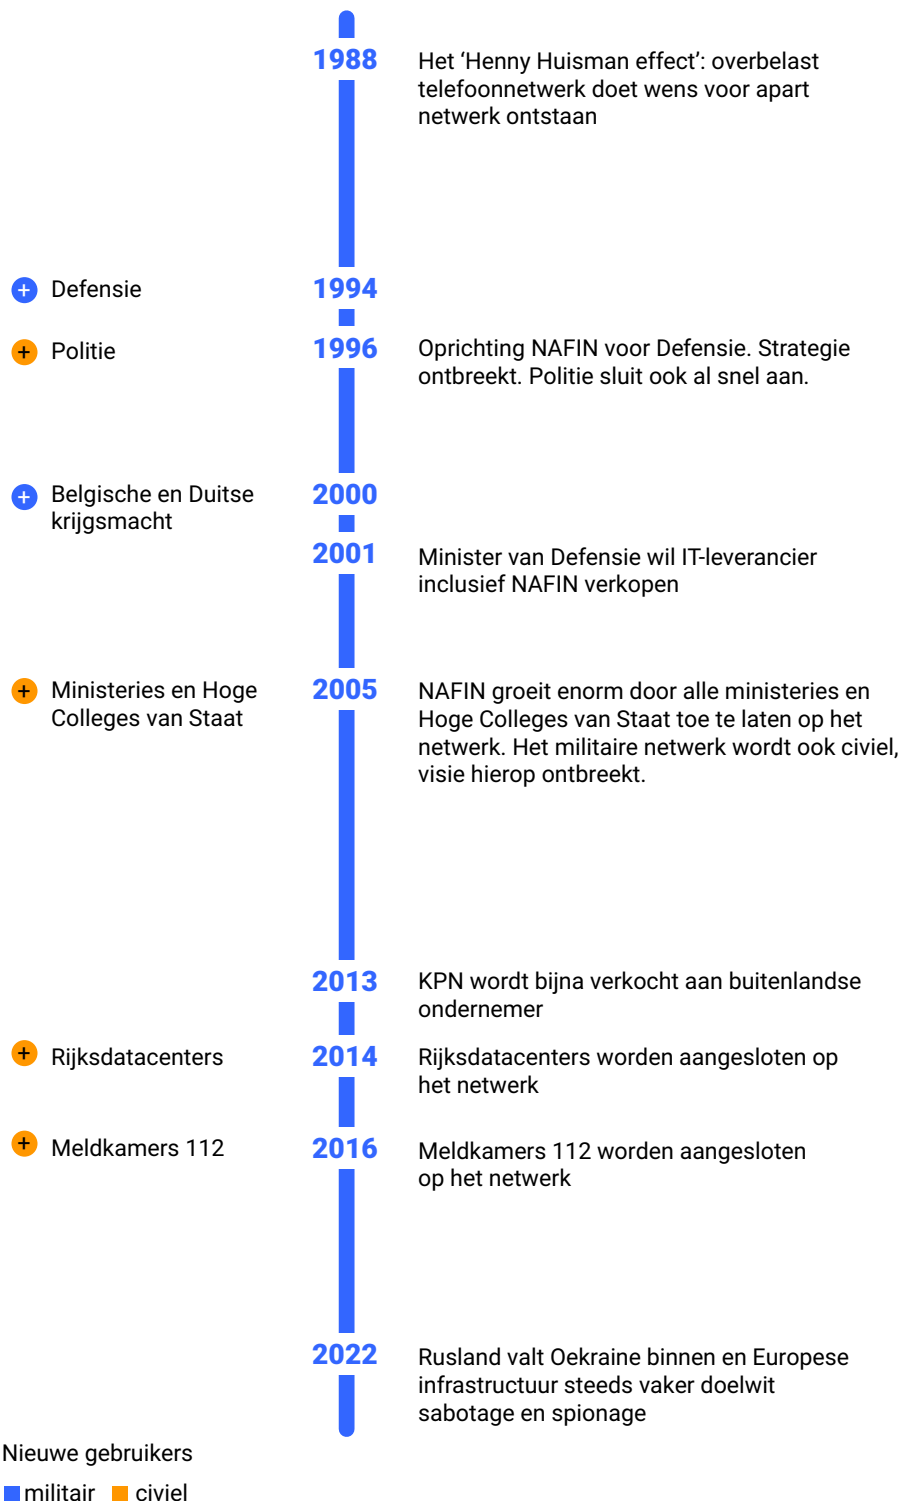 1988
Het ‘Henny Huisman effect’: overbelast
telefoonnetwerk doet wens voor apart
netwerk ontstaan
+ Defensie
1994
+ Politie
1996
Oprichting NAFIN voor Defensie. Strategie
ontbreekt. Politie sluit ook al snel aan.
+ Belgische en Duitse
krijgsmacht
2000
2001
Minister van Defensie wil IT-leverancier
inclusief NAFIN verkopen
+ Ministeries en Hoge
Colleges van Staat
2005
NAFIN groeit enorm door alle ministeries en
Hoge Colleges van Staat toe te laten op het
netwerk. Het militaire netwerk wordt ook civiel,
visie hierop ontbreekt.
2013
KPN wordt bijna verkocht aan buitenlandse
ondernemer
+ Rijksdatacenters
2014
Rijksdatacenters worden aangesloten op
het netwerk
+ Meldkamers 112
2016
Meldkamers 112 worden aangesloten
op het netwerk
2022
Rusland valt Oekraine binnen en Europese
infrastructuur steeds vaker doelwit
sabotage en spionage
Nieuwe gebruikers
militair civiel